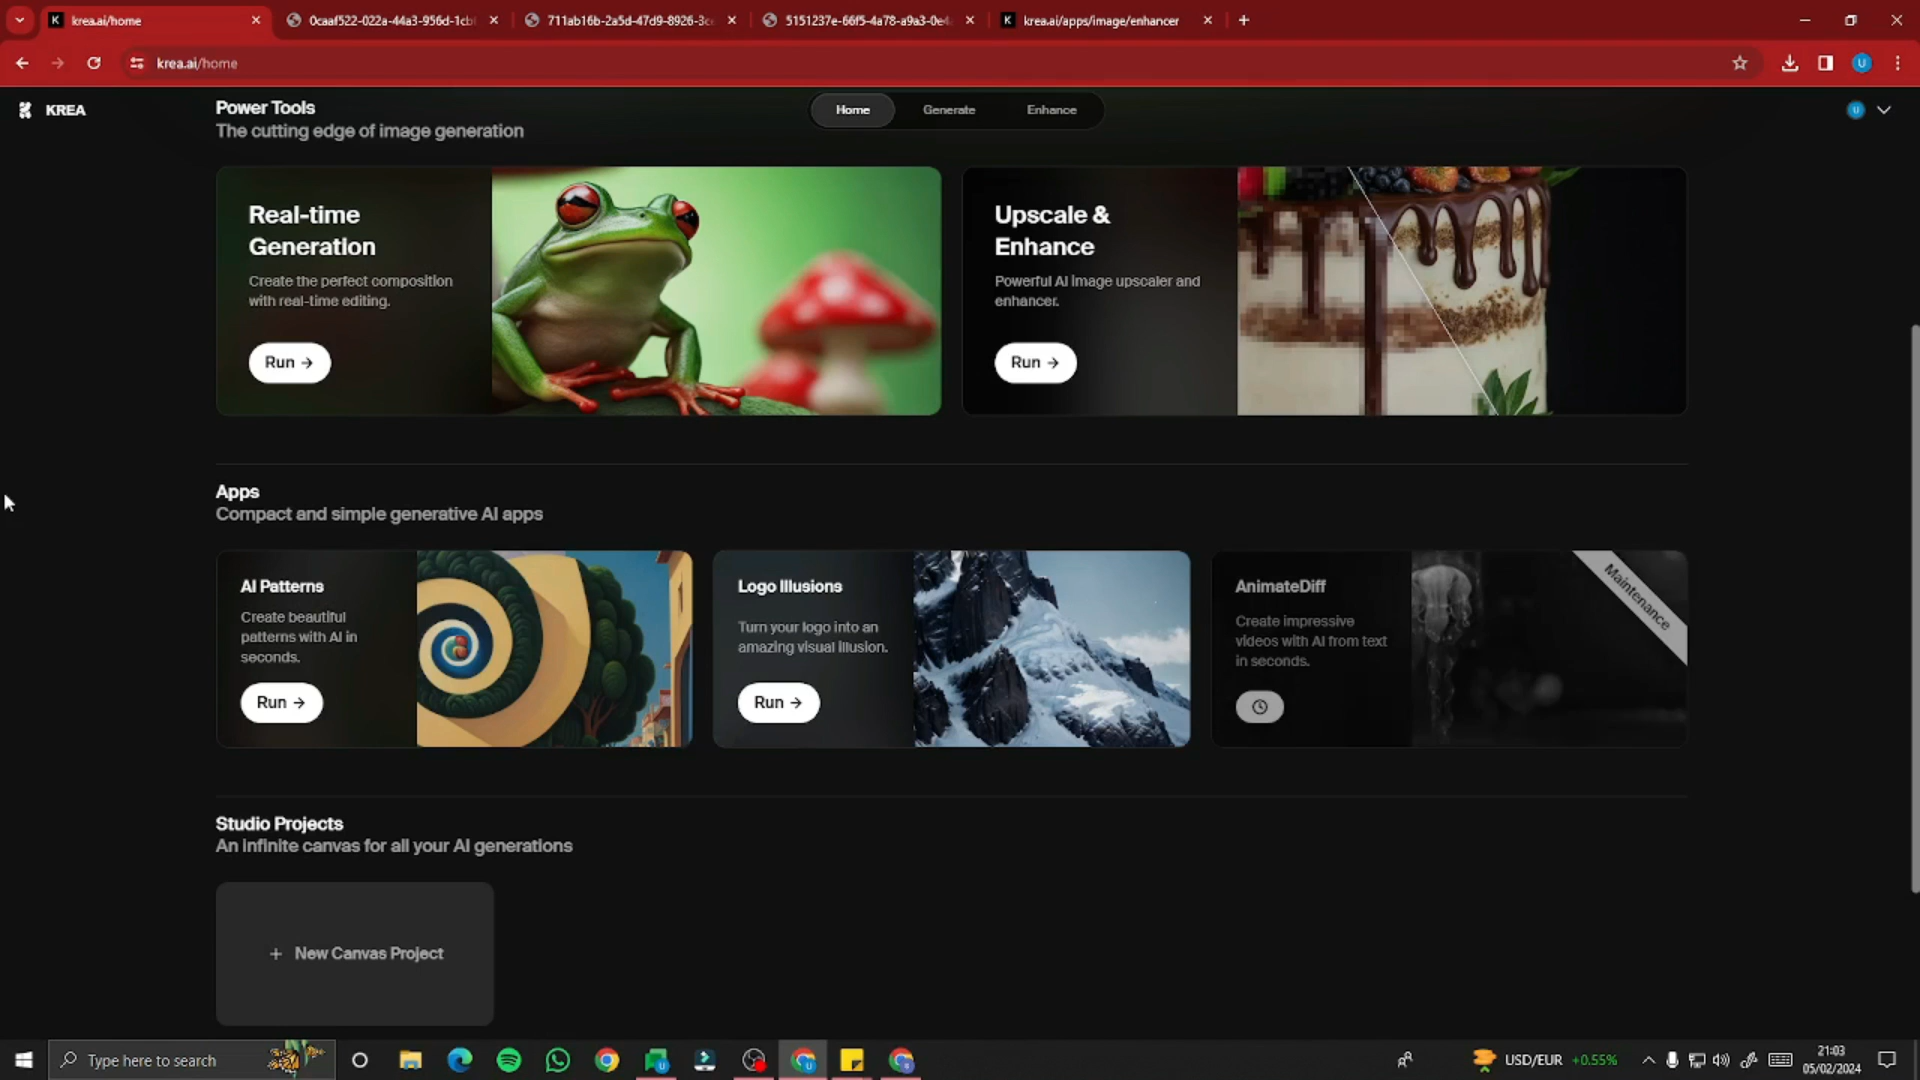 krea.ai/home
0caaf522-022a-44a3-956d-1cb
711ab16b-2a5d-47d9-8926-3c
5151237e-66f5-4a78-a9a3-0e4
krea.ai/apps/image/enhancer
krea.ai/home
U
KREA
Home
Generate
Enhance
U
Power Tools
The cutting edge of image generation
Real-time
Generation
Create the perfect composition
with real-time editing.
Run →
Upscale &
Enhance
Powerful AI image upscaler and
enhancer.
Run →
Apps
Compact and simple generative AI apps
AI Patterns
Create beautiful
patterns with AI in
seconds.
Run →
Logo Illusions
Turn your logo into an
amazing visual illusion.
Run →
AnimateDiff
Create impressive
videos with AI from text
in seconds.
Maintenance
Studio Projects
An infinite canvas for all your AI generations
+ New Canvas Project
Type here to search
USD/EUR +0.55%
21:03
05/02/2024